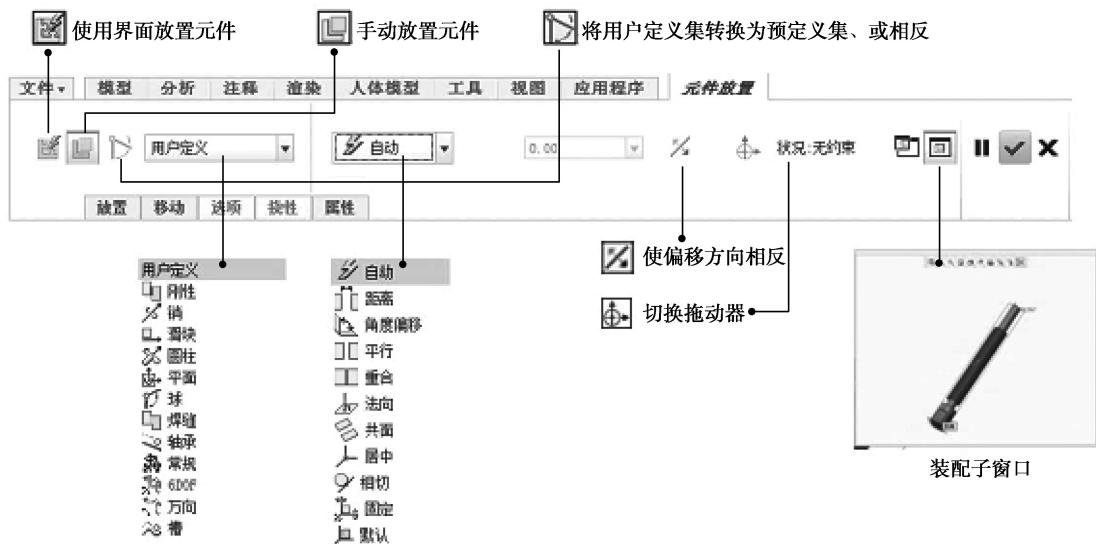 使用界面放置元件
手动放置元件
将用户定义集转换为预定义集、或相反
文件 模型 分析 注释 渲染 人体模型 工具 视图 应用程序 元件放置
用户定义
自动
0.00
状况:无约束
放置 移动 选项 挠性 属性
使偏移方向相反
切换拖动器
用户定义
刚性
销
滑块
圆柱
平面
球
焊缝
轴承
常规
6DOF
万向
槽
自动
距离
角度偏移
平行
重合
法向
共面
居中
相切
固定
默认
装配子窗口